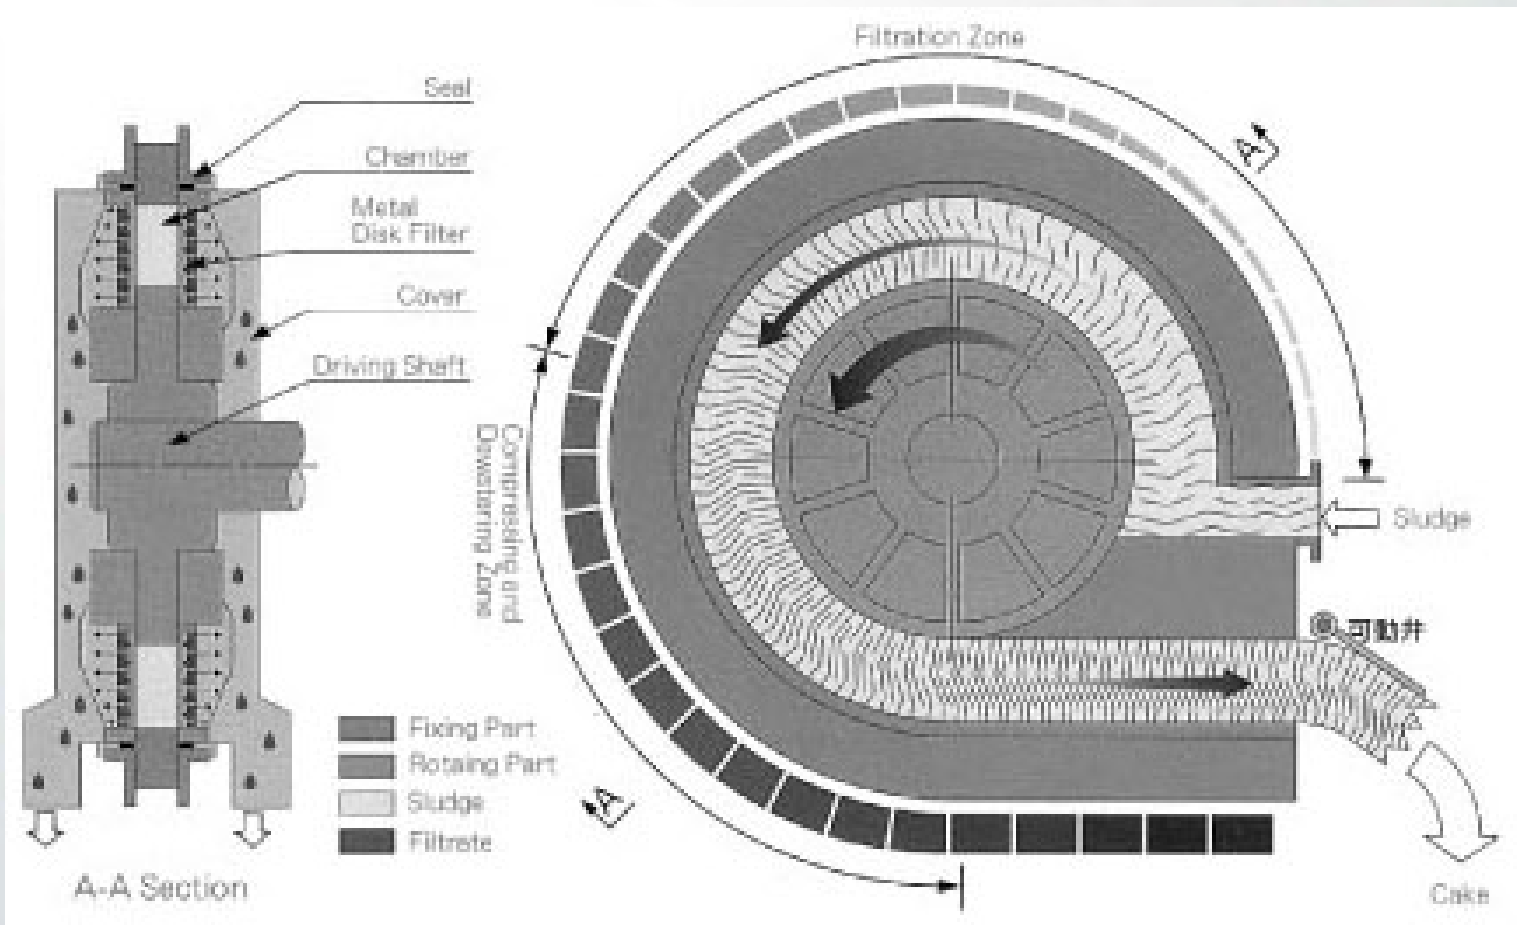 Filtration Zone
Seal
Chamber
Metal
Disk Filter
Cover
Driving Shaft
Compressing and
Dewatering Zone
A
Sludge
可動弁
Fixing Part
Rotaing Part
Sludge
Filtrate
A
A-A Section
Cake